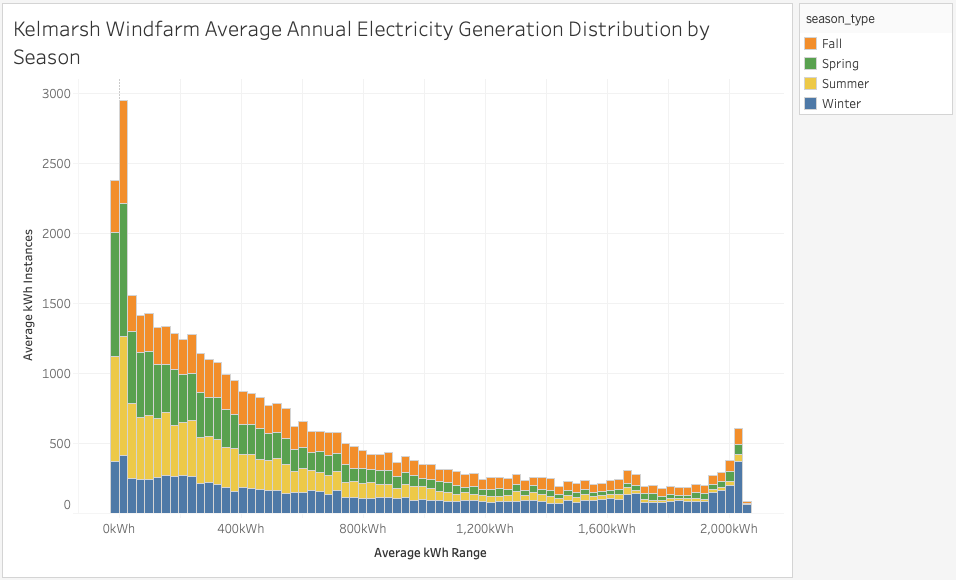 Kelmarsh Windfarm Average Annual Electricity Generation Distribution by
Season
season_type
Fall
Spring
Summer
Winter
Average kWh Instances
3000
2500
2000
1500
1000
500
0
0kWh
400kWh
800kWh
1,200kWh
1,600kWh
2,000kWh
Average kWh Range